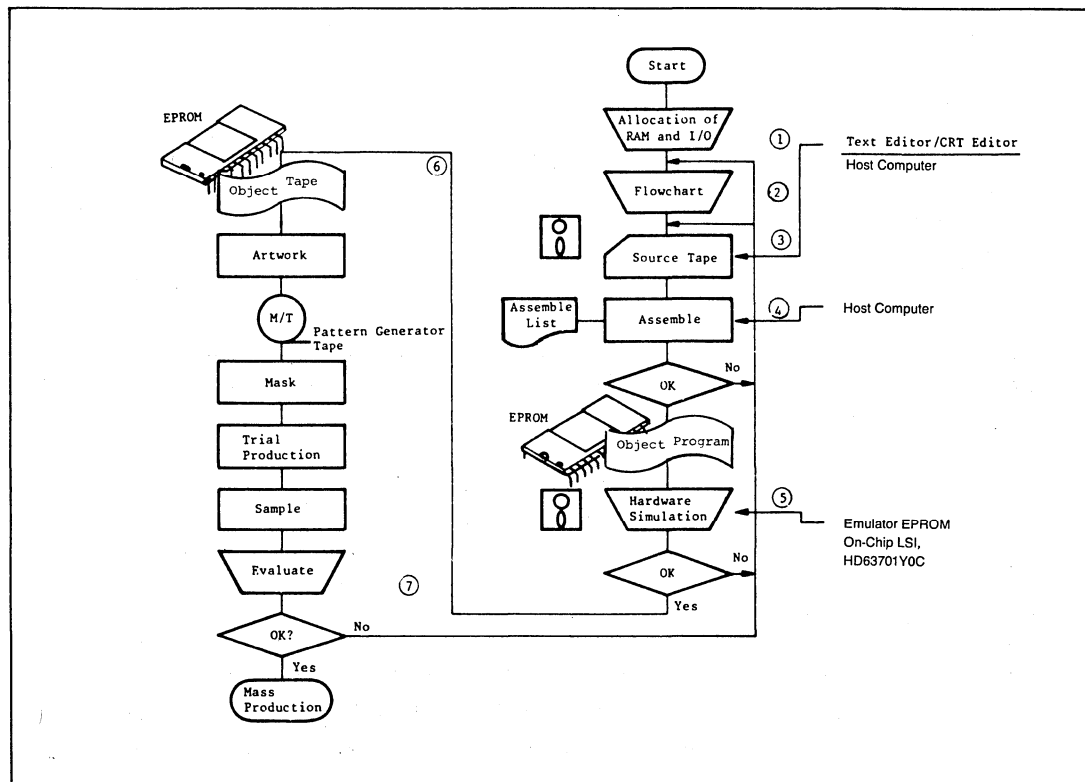 Start
Allocation of
RAM and I/O
①
Text Editor/CRT Editor
Host Computer
②
Flowchart
③
Source Tape
Assemble
List
Assemble
④
Host Computer
OK
No
EPROM
Object Program
Hardware
Simulation
⑤
Emulator EPROM
On-Chip LSI,
HD63701Y0C
OK
No
Yes
EPROM
⑥
Object Tape
Artwork
M/T
Pattern Generator
Tape
Mask
Trial
Production
Sample
Evaluate
⑦
OK?
No
Yes
Mass
Production